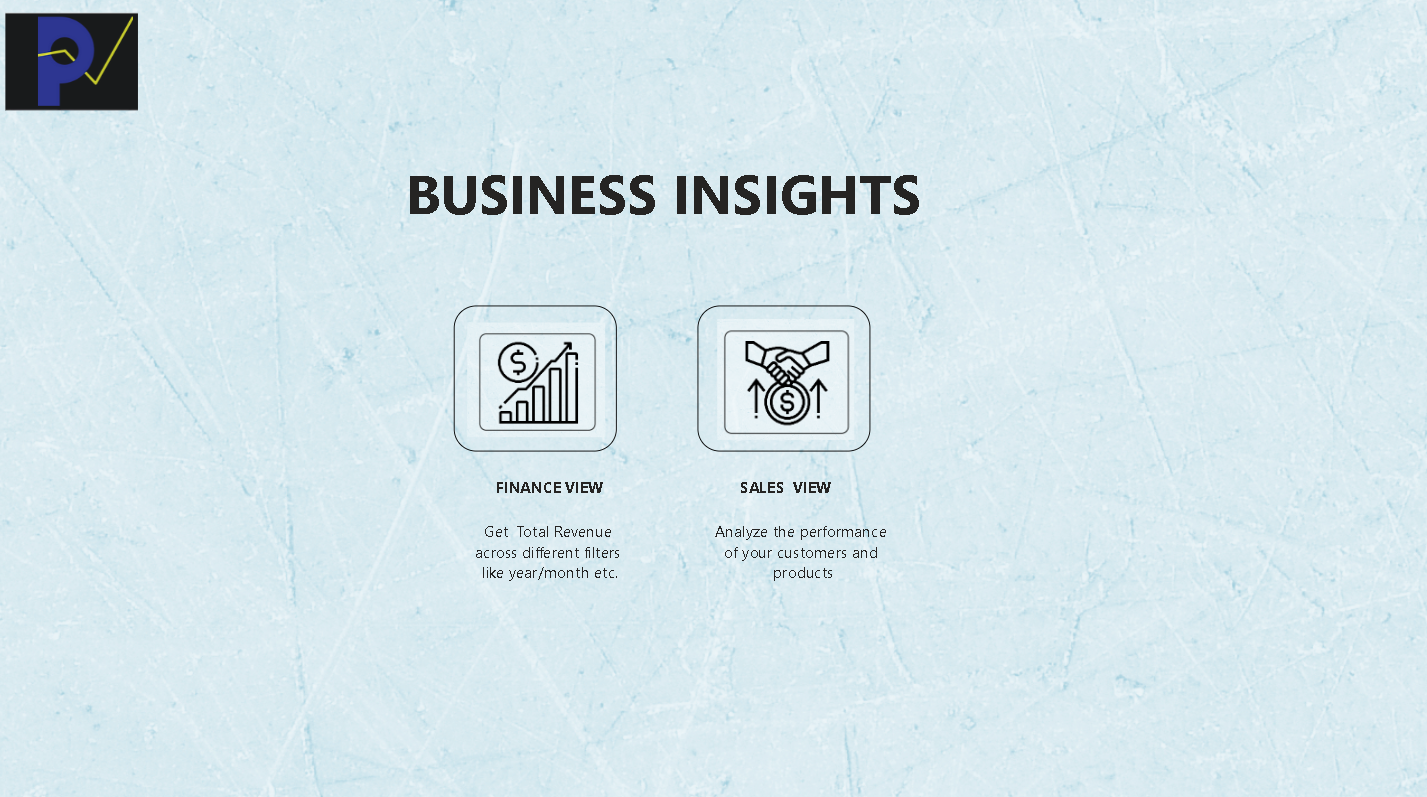 BUSINESS INSIGHTS
FINANCE VIEW
Get Total Revenue
across different filters
like year/month etc.
SALES VIEW
Analyze the performance
of your customers and
products